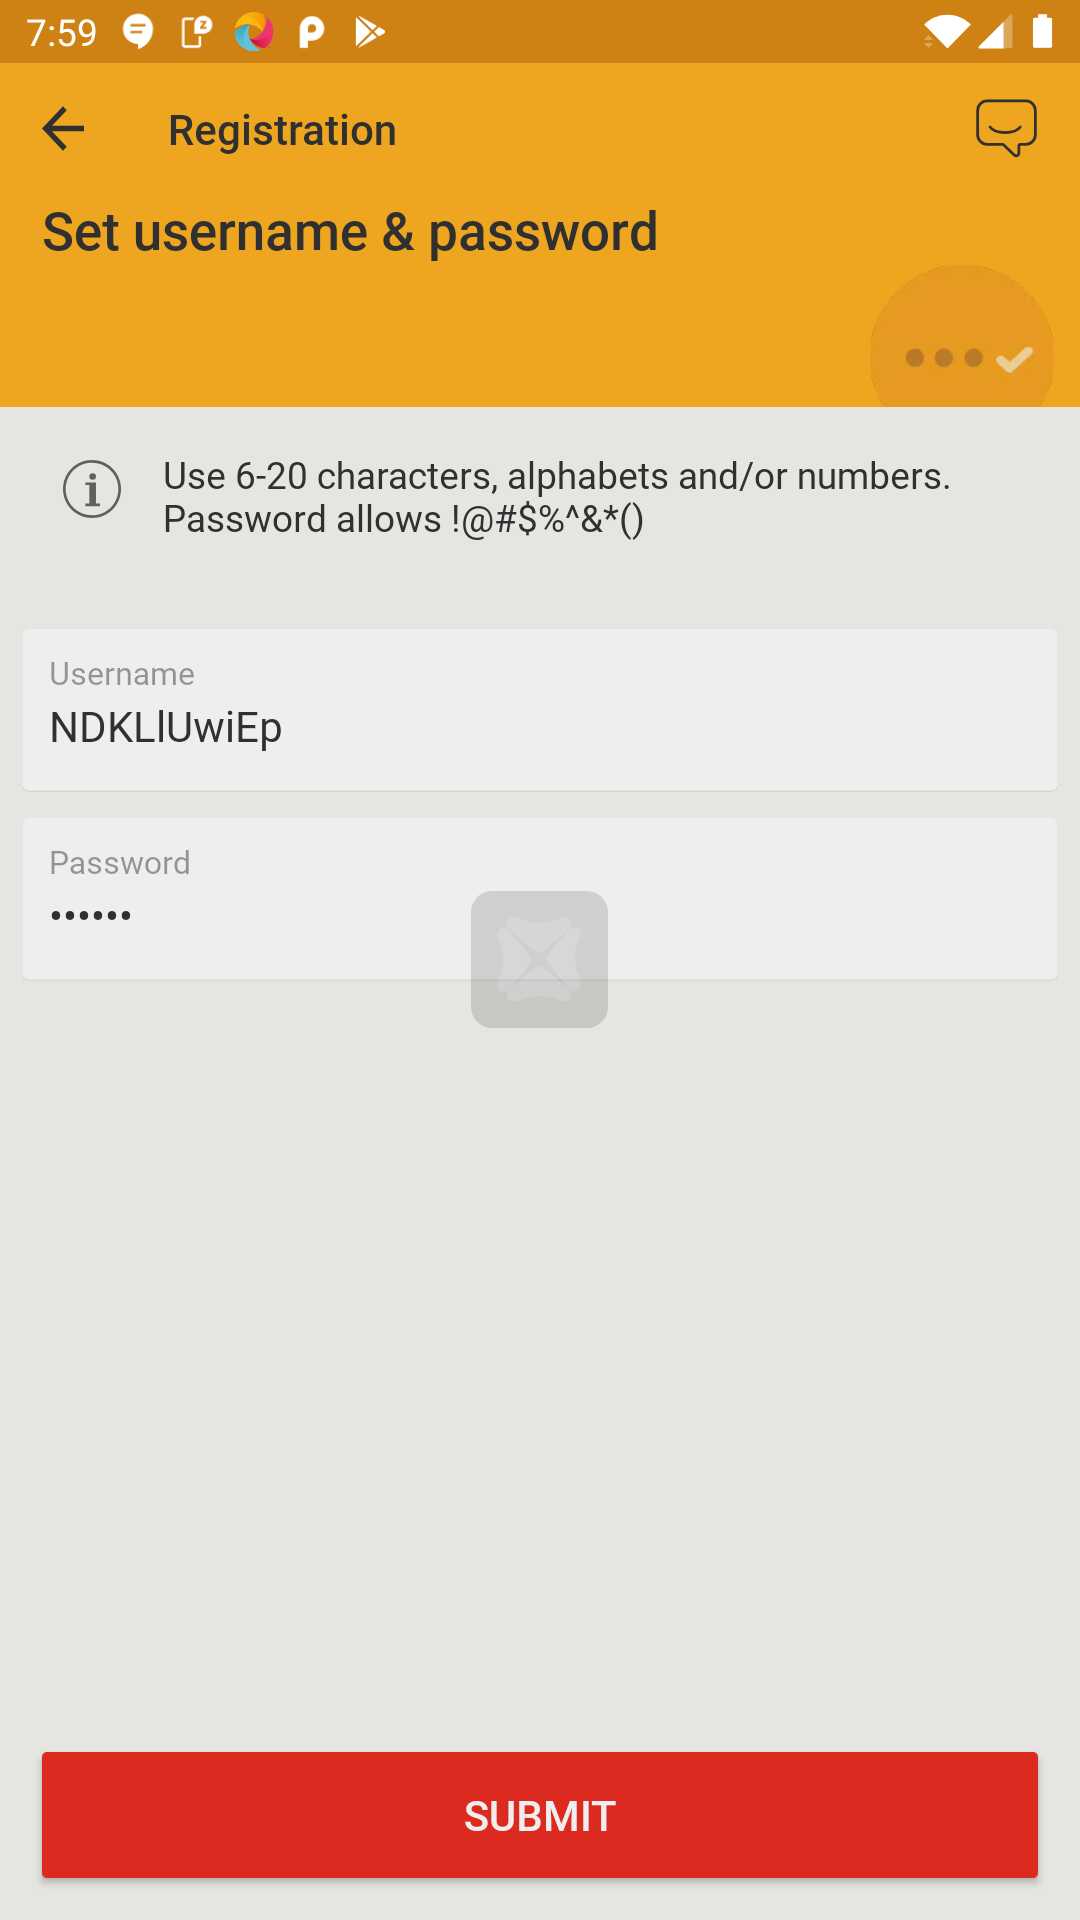 7:59
Registration
Set username & password
Use 6-20 characters, alphabets and/or numbers.
Password allows !@#$%^&*()
Username
NDKLlUwiEp
Password
••••••
SUBMIT